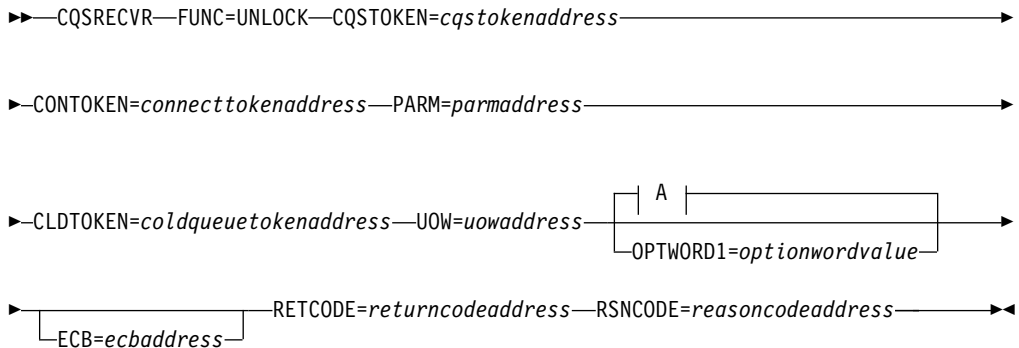 CQSRECVR FUNC=UNLOCK CQSTOKEN=cqstokenaddress
CONTOKEN=connecttokenaddress PARM=parmaddress
A
CLDTOKEN=coldqueuetokenaddress UOW=uowaddress
OPTWORD1=optionwordvalue
RETCODE=returncodeaddress RSNCODE=reasoncodeaddress
ECB=ecbaddress